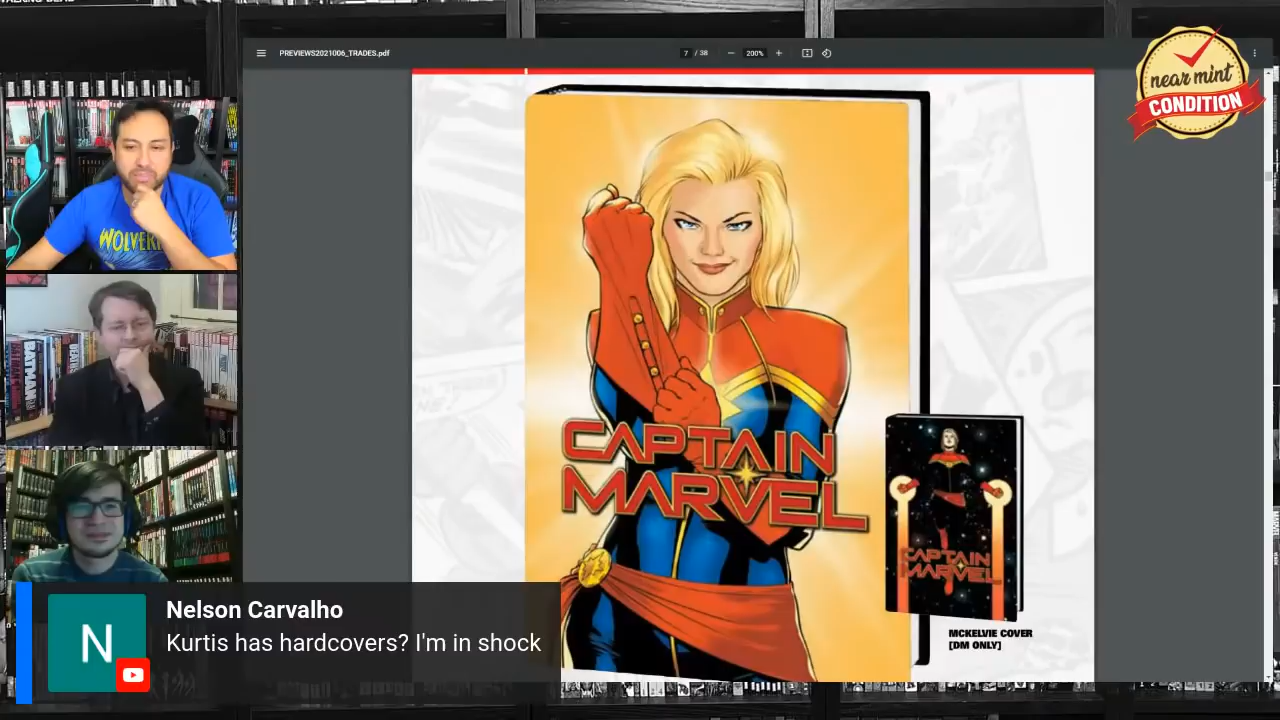 PREVIEWS2021006_TRADES.pdf
7 / 38
200%
near mint
CONDITION
WOLVERI
BATMAN
CAPTAIN
MARVEL
CAPTAIN
MARVEL
MCKELVIE COVER
[DM ONLY]
N
Nelson Carvalho
Kurtis has hardcovers? I'm in shock